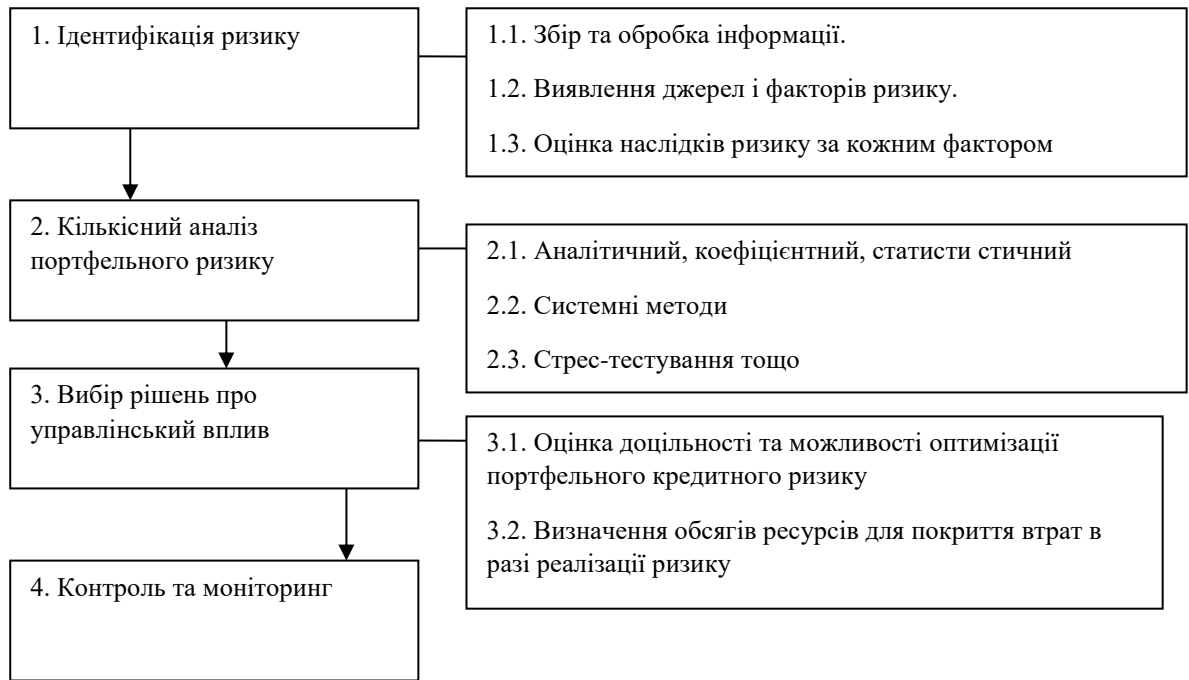 1. Ідентифікація ризику
1.1. Збір та обробка інформації.
1.2. Виявлення джерел і факторів ризику.
1.3. Оцінка наслідків ризику за кожним фактором
2. Кількісний аналіз
портфельного ризику
2.1. Аналітичний, коефіцієнтний, статисти стичний
2.2. Системні методи
2.3. Стрес-тестування тощо
3. Вибір рішень про
управлінський вплив
3.1. Оцінка доцільності та можливості оптимізації
портфельного кредитного ризику
3.2. Визначення обсягів ресурсів для покриття втрат в
разі реалізації ризику
4. Контроль та моніторинг